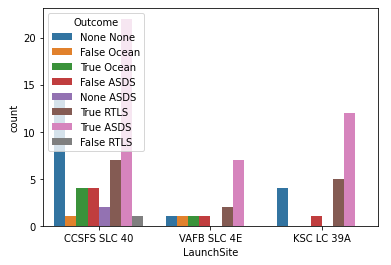 Outcome
None None
False Ocean
True Ocean
False ASDS
None ASDS
True RTLS
True ASDS
False RTLS
20
15
10
5
0
count
CCSFS SLC 40
VAFB SLC 4E
KSC LC 39A
LaunchSite